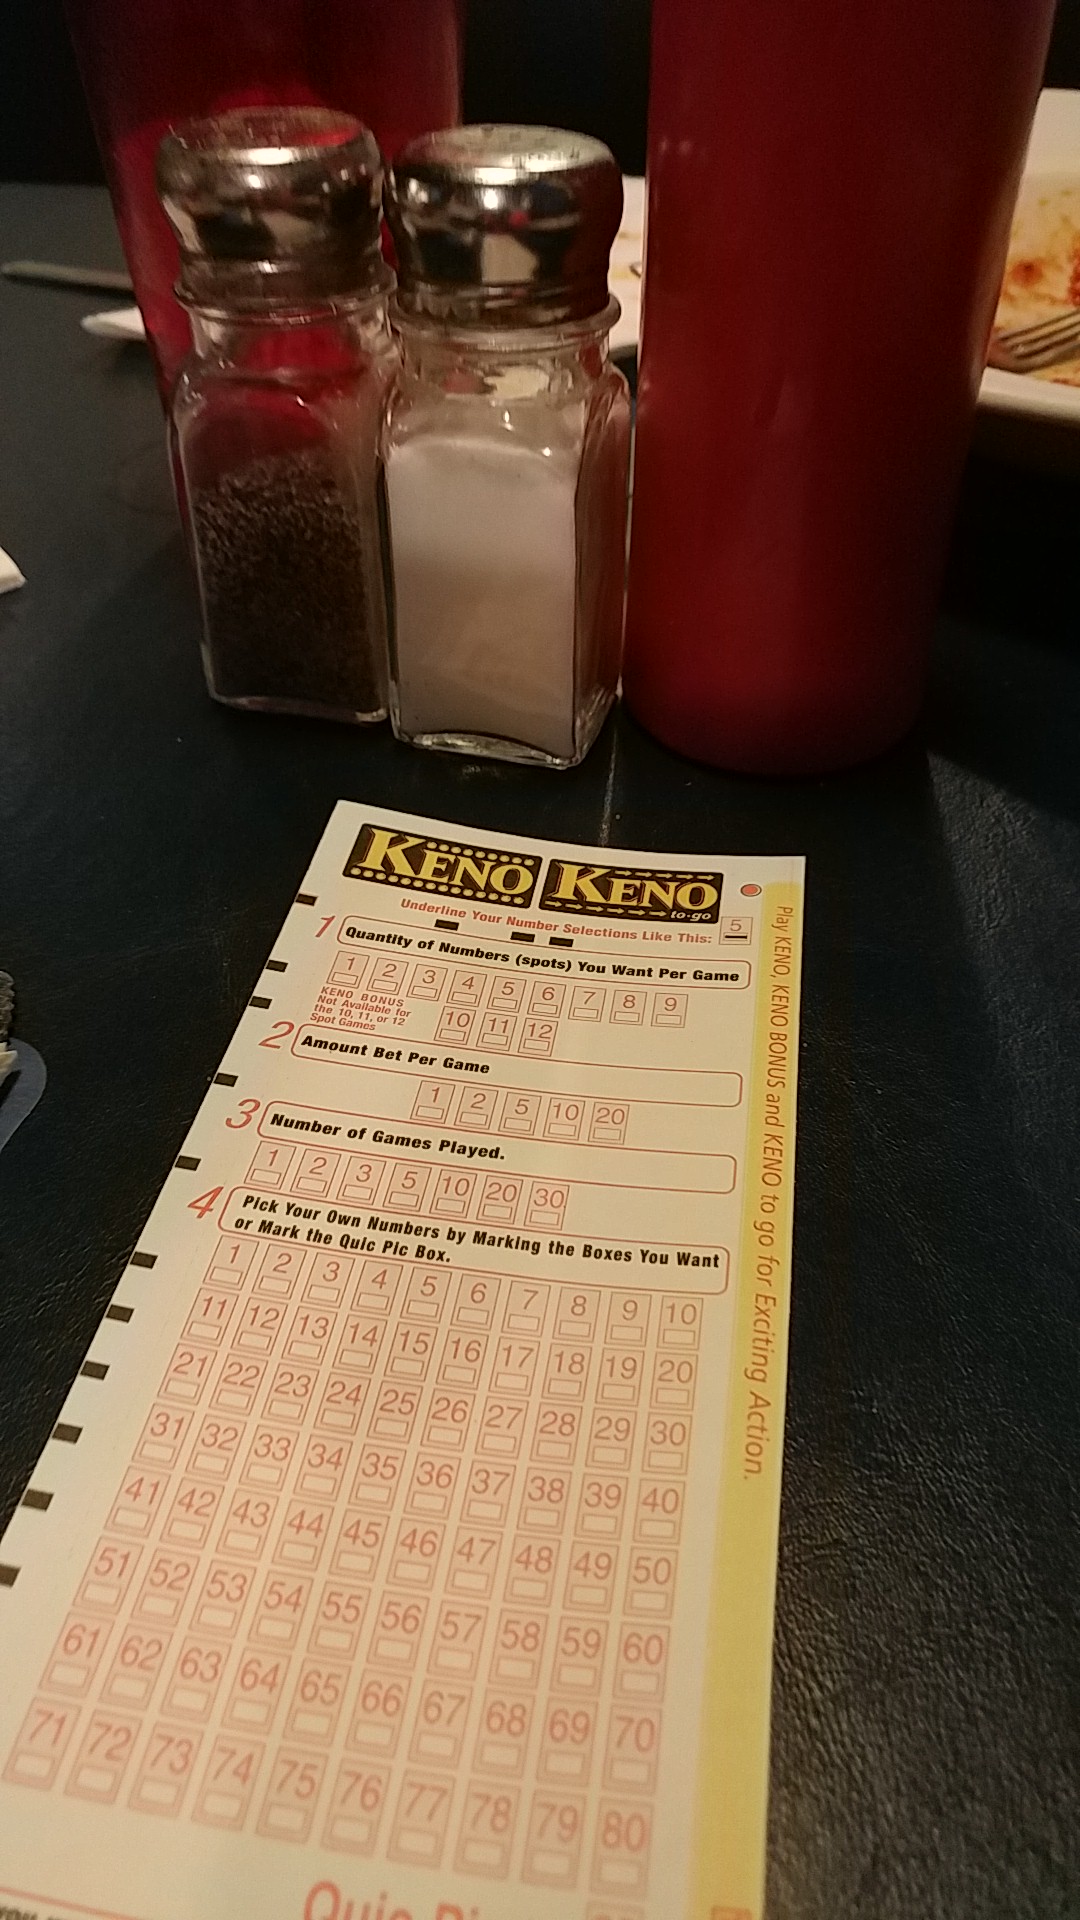 KENO KENO
to·go
Underline Your Number Selections Like This: 5
1 Quantity of Numbers (spots) You Want Per Game
1 2 3 4 5 6 7 8 9
KENO BONUS
Not Available for
the 10, 11, or 12
Spot Games
10 11 12
2 Amount Bet Per Game
1 2 5 10 20
3 Number of Games Played.
1 2 3 5 10 20 30
4 Pick Your Own Numbers by Marking the Boxes You Want
or Mark the Quic Pic Box.
1 2 3 4 5 6 7 8 9 10
11 12 13 14 15 16 17 18 19 20
21 22 23 24 25 26 27 28 29 30
31 32 33 34 35 36 37 38 39 40
41 42 43 44 45 46 47 48 49 50
51 52 53 54 55 56 57 58 59 60
61 62 63 64 65 66 67 68 69 70
71 72 73 74 75 76 77 78 79 80
Quic
Play KENO, KENO BONUS and KENO to go for Exciting Action.